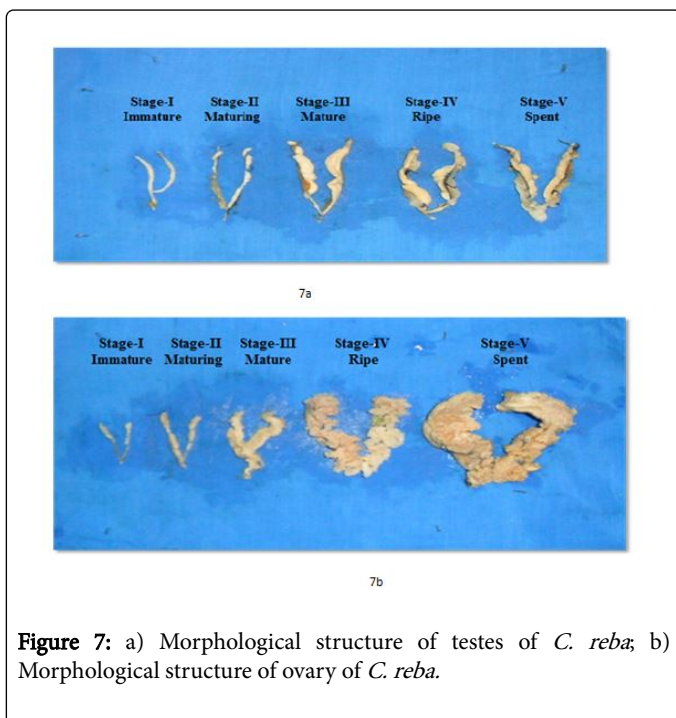 Stage-I Stage-II Stage-III Stage-IV Stage-V
Immature Maturing Mature Ripe Spent
7a
Stage-I Stage-II Stage-III Stage-IV Stage-V
Immature Maturing Mature Ripe Spent
7b
Figure 7: a) Morphological structure of testes of C. reba; b)
Morphological structure of ovary of C. reba.